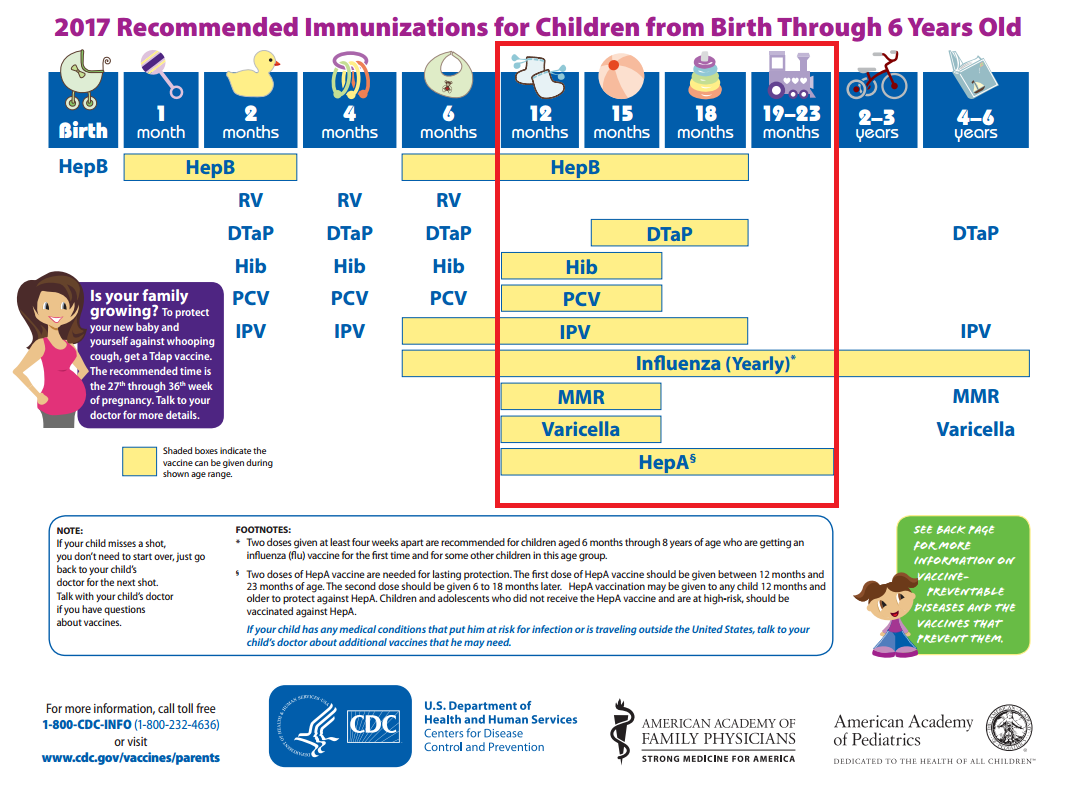 2017 Recommended Immunizations for Children from Birth Through 6 Years Old
Birth
1
month
2
months
4
months
6
months
12
months
15
months
18
months
19–23
months
2–3
years
4–6
years
HepB HepB HepB
RV RV RV
DTaP DTaP DTaP DTaP DTaP
Hib Hib Hib Hib
PCV PCV PCV PCV
IPV IPV IPV IPV
Influenza (Yearly)*
MMR MMR
Varicella Varicella
HepA§
Is your family
growing? To protect
your new baby and
yourself against whooping
cough, get a Tdap vaccine.
The recommended time is
the 27th through 36th week
of pregnancy. Talk to your
doctor for more details.
Shaded boxes indicate the
vaccine can be given during
shown age range.
NOTE:
If your child misses a shot,
you don't need to start over, just go
back to your child's
doctor for the next shot.
Talk with your child's doctor
if you have questions
about vaccines.
FOOTNOTES:
* Two doses given at least four weeks apart are recommended for children aged 6 months through 8 years of age who are getting an
influenza (flu) vaccine for the first time and for some other children in this age group.
§ Two doses of HepA vaccine are needed for lasting protection. The first dose of HepA vaccine should be given between 12 months and
23 months of age. The second dose should be given 6 to 18 months later. HepA vaccination may be given to any child 12 months and
older to protect against HepA. Children and adolescents who did not receive the HepA vaccine and are at high-risk, should be
vaccinated against HepA.
If your child has any medical conditions that put him at risk for infection or is traveling outside the United States, talk to your
child's doctor about additional vaccines that he may need.
SEE BACK PAGE
FOR MORE
INFORMATION ON
VACCINE-
PREVENTABLE
DISEASES AND THE
VACCINES THAT
PREVENT THEM.
For more information, call toll free
1-800-CDC-INFO (1-800-232-4636)
or visit
www.cdc.gov/vaccines/parents
DEPARTMENT OF HEALTH & HUMAN SERVICES USA
CDC
U.S. Department of
Health and Human Services
Centers for Disease
Control and Prevention
AMERICAN ACADEMY OF
FAMILY PHYSICIANS
STRONG MEDICINE FOR AMERICA
American Academy
of Pediatrics
DEDICATED TO THE HEALTH OF ALL CHILDREN™